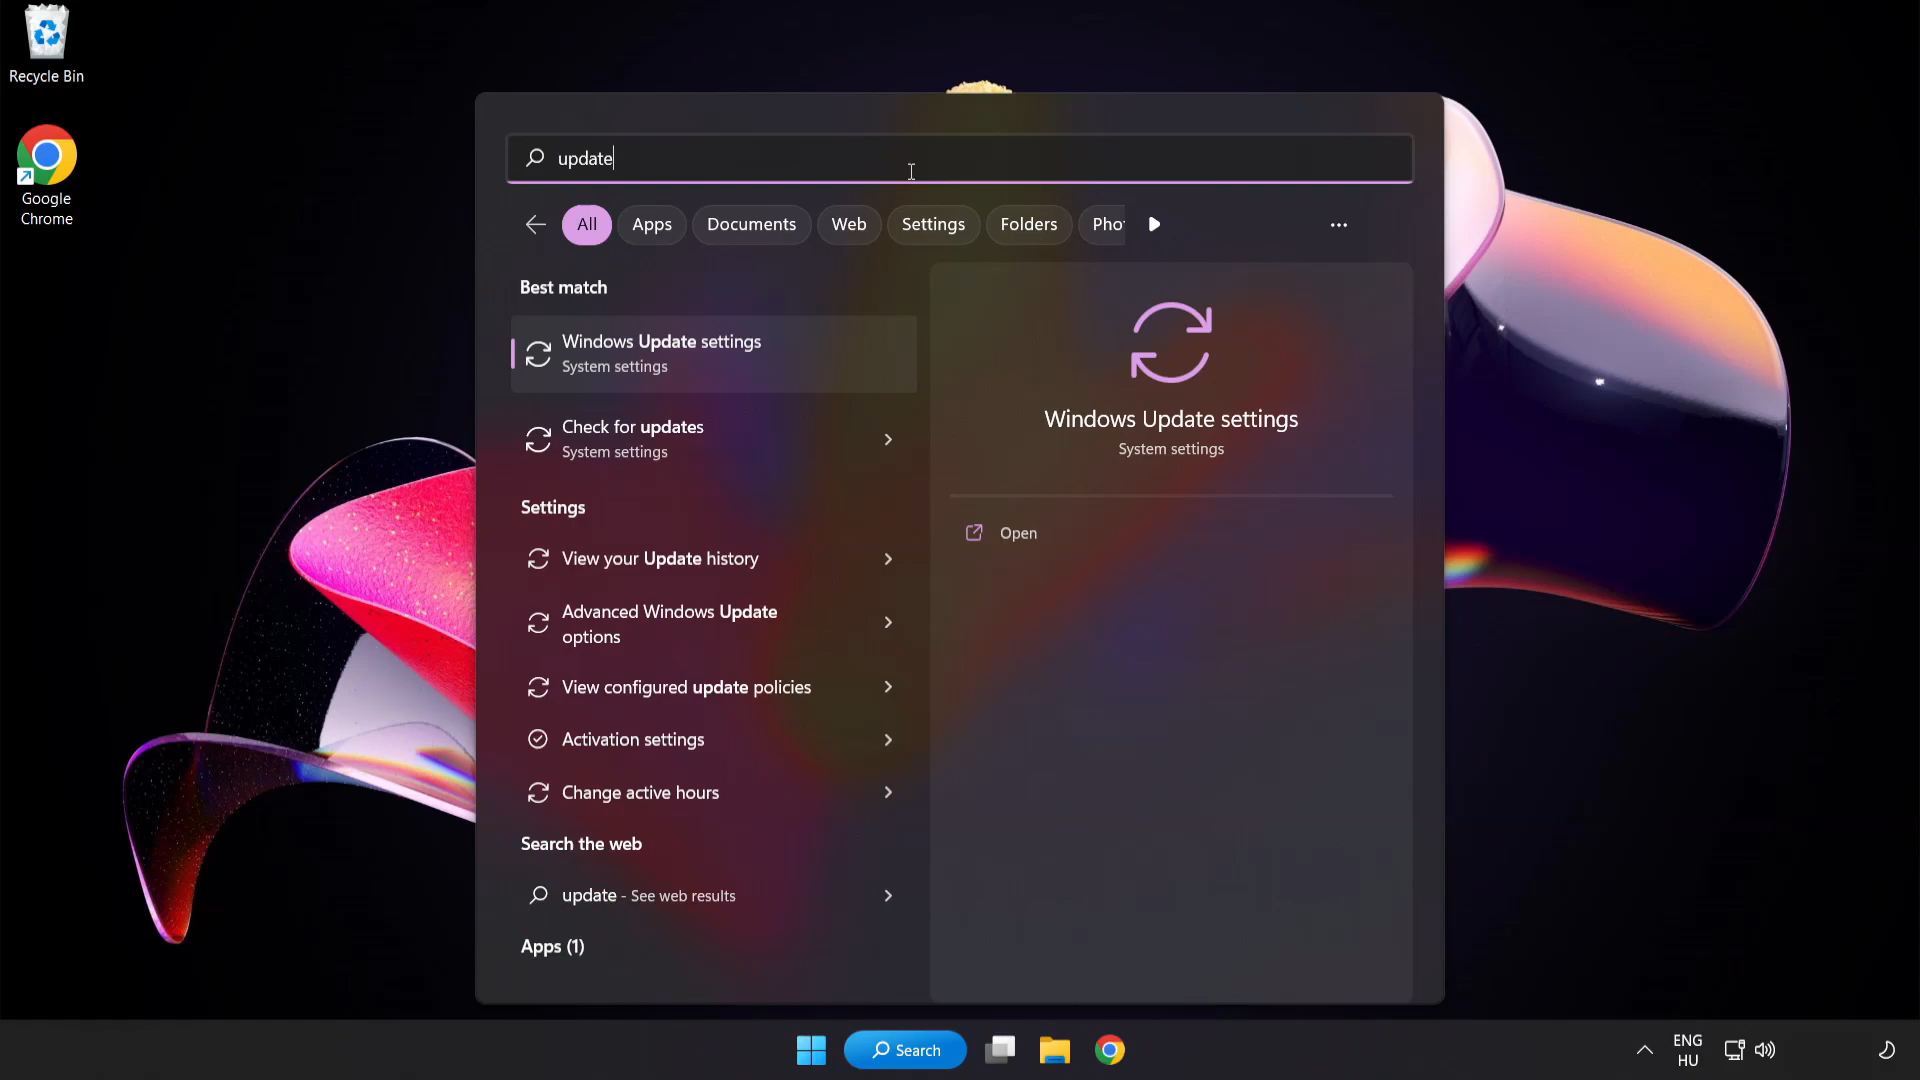 Recycle Bin
Google
Chrome
update
All
Apps
Documents
Web
Settings
Folders
Pho
Best match
Windows Update settings
System settings
Check for updates
System settings
Settings
View your Update history
Advanced Windows Update
options
View configured update policies
Activation settings
Change active hours
Search the web
update - See web results
Apps (1)
Windows Update settings
System settings
Open
Search
ENG
HU